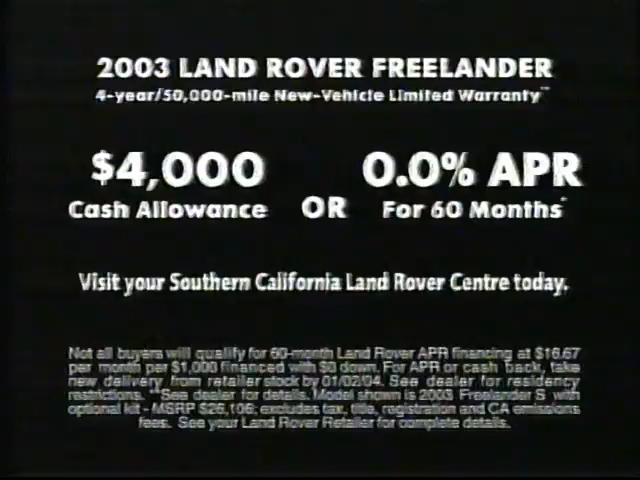 2003 LAND ROVER FREELANDER
4-year/50,000-mile New-Vehicle Limited Warranty**
$4,000
Cash Allowance
OR
0.0% APR
For 60 Months*
Visit your Southern California Land Rover Centre today.
Not all buyers will qualify for 60-month Land Rover APR financing at $16.67
per month per $1,000 financed with $0 down. For APR or cash back, take
new delivery from retailer stock by 01/02/04. See dealer for residency
restrictions. **See dealer for details. Model shown is 2003 Freelander S with
optional kit - MSRP $26,106; excludes tax, title, registration and CA emissions
fees. See your Land Rover Retailer for complete details.